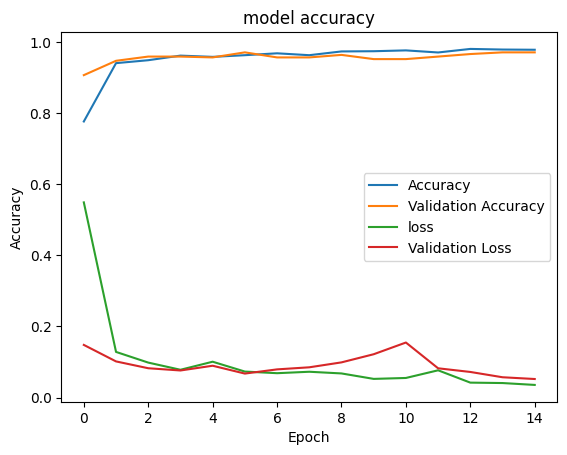 model accuracy
1.0
0.8
0.6
0.4
0.2
0.0
Accuracy
Accuracy
Validation Accuracy
loss
Validation Loss
0 2 4 6 8 10 12 14
Epoch